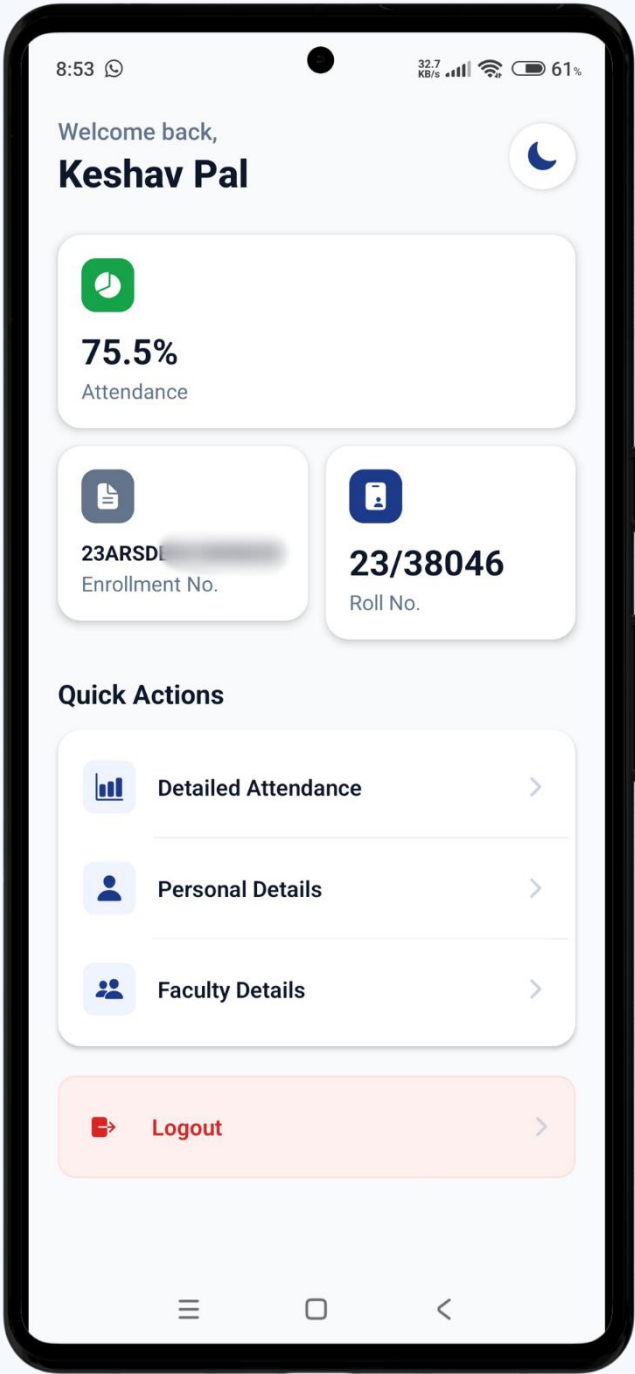 8:53
32.7
KB/s
61%
Welcome back,
Keshav Pal
75.5%
Attendance
23ARSD
Enrollment No.
23/38046
Roll No.
Quick Actions
Detailed Attendance
Personal Details
Faculty Details
Logout